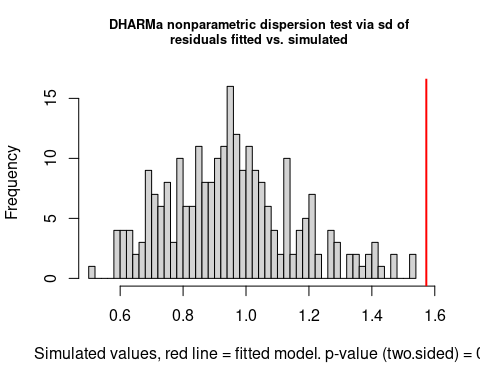 DHARMa nonparametric dispersion test via sd of
residuals fitted vs. simulated
Frequency
15
10
5
0
0.6 0.8 1.0 1.2 1.4 1.6
Simulated values, red line = fitted model. p-value (two.sided) = 0